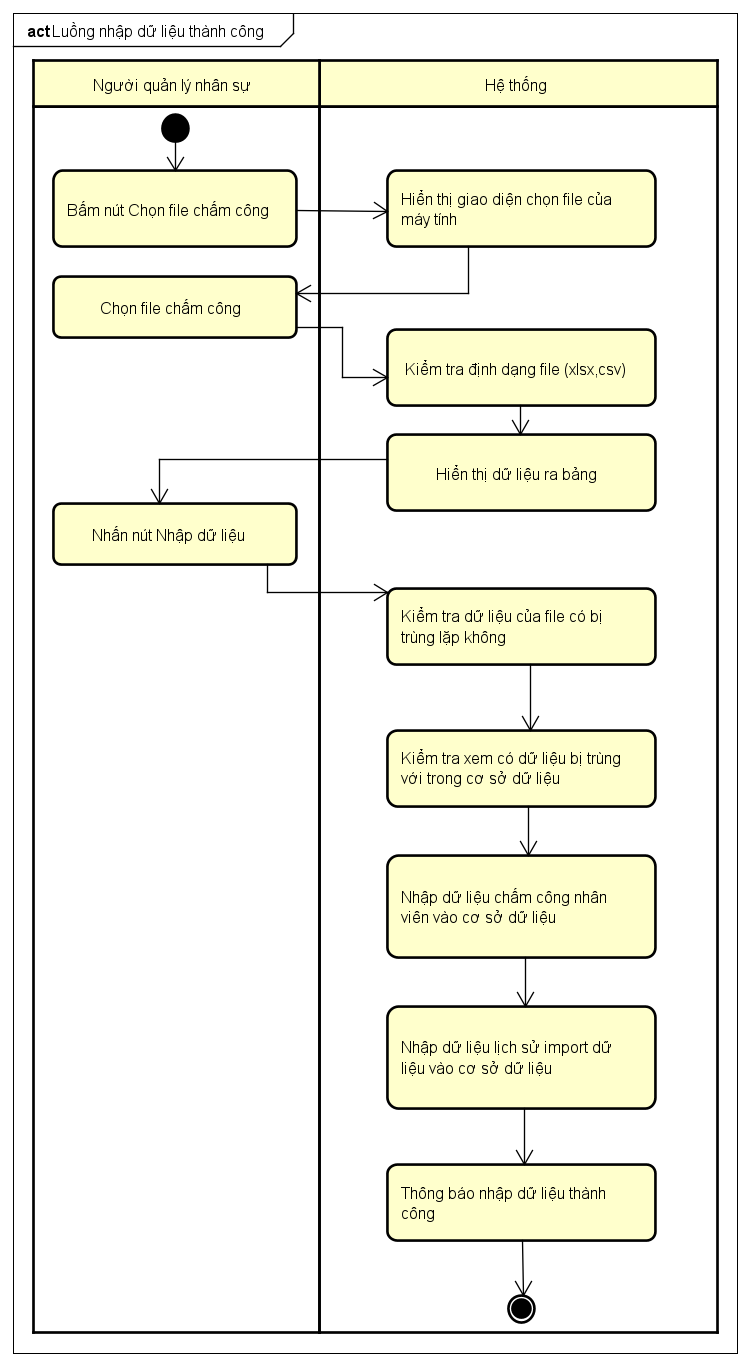 act Luồng nhập dữ liệu thành công
Người quản lý nhân sự
Hệ thống
Bấm nút Chọn file chấm công
Hiển thị giao diện chọn file của
máy tính
Chọn file chấm công
Kiểm tra định dạng file (xlsx,csv)
Hiển thị dữ liệu ra bảng
Nhấn nút Nhập dữ liệu
Kiểm tra dữ liệu của file có bị
trùng lặp không
Kiểm tra xem có dữ liệu bị trùng
với trong cơ sở dữ liệu
Nhập dữ liệu chấm công nhân
viên vào cơ sở dữ liệu
Nhập dữ liệu lịch sử import dữ
liệu vào cơ sở dữ liệu
Thông báo nhập dữ liệu thành
công